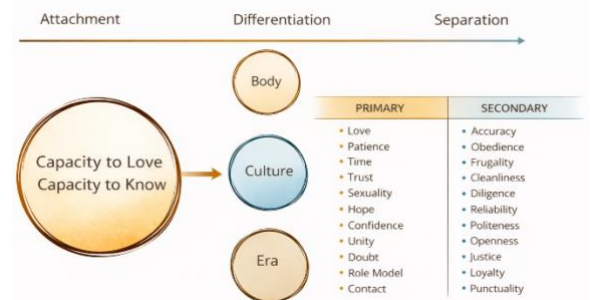 Attachment
Differentiation
Separation
Capacity to Love
Capacity to Know
Body
Culture
Era
PRIMARY
• Love
• Patience
• Time
• Trust
• Sexuality
• Hope
• Confidence
• Unity
• Doubt
• Role Model
• Contact
SECONDARY
• Accuracy
• Obedience
• Frugality
• Cleanliness
• Diligence
• Reliability
• Politeness
• Openness
• Justice
• Loyalty
• Punctuality